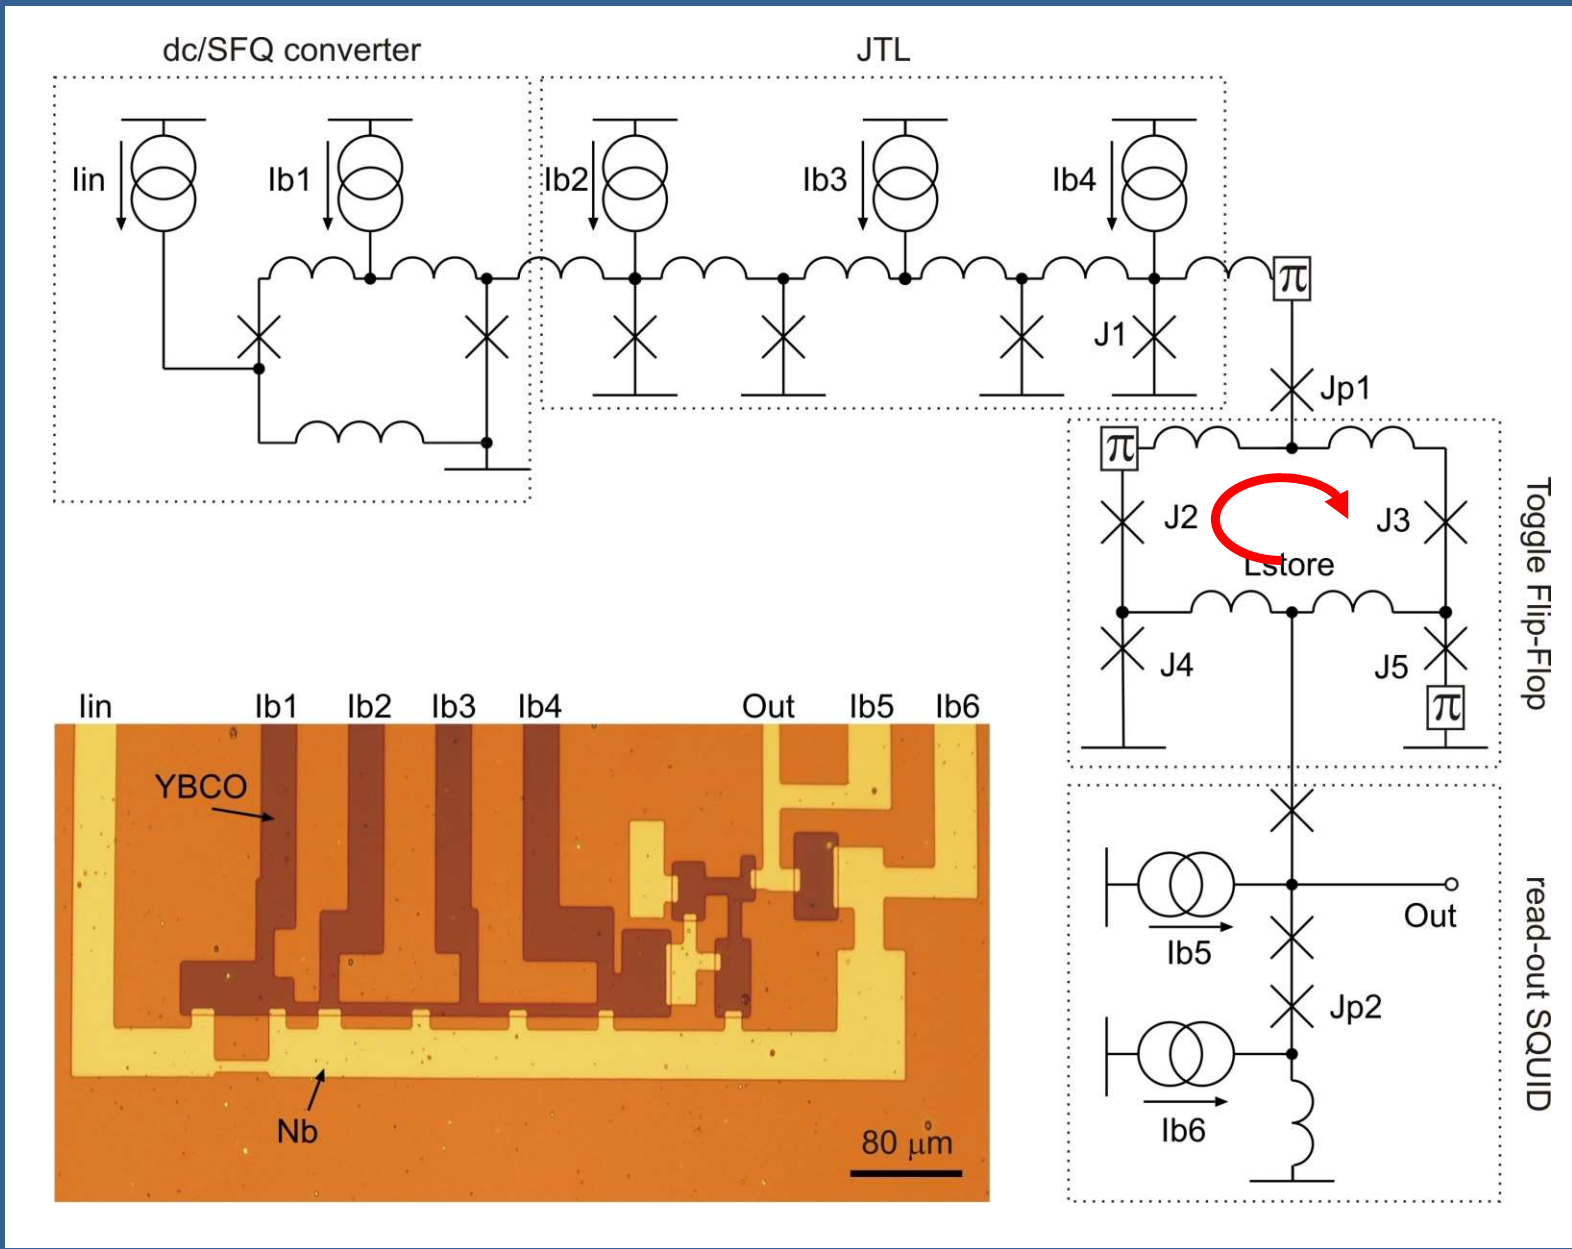 dc/SFQ converter
JTL
Iin
Ib1
Ib2
Ib3
Ib4
π
J1
Jp1
π
J2
J3
Lstore
J4
J5
π
Toggle Flip-Flop
Iin
Ib1
Ib2
Ib3
Ib4
Out
Ib5
Ib6
YBCO
Nb
80 μm
Ib5
Out
Jp2
Ib6
read-out SQUID